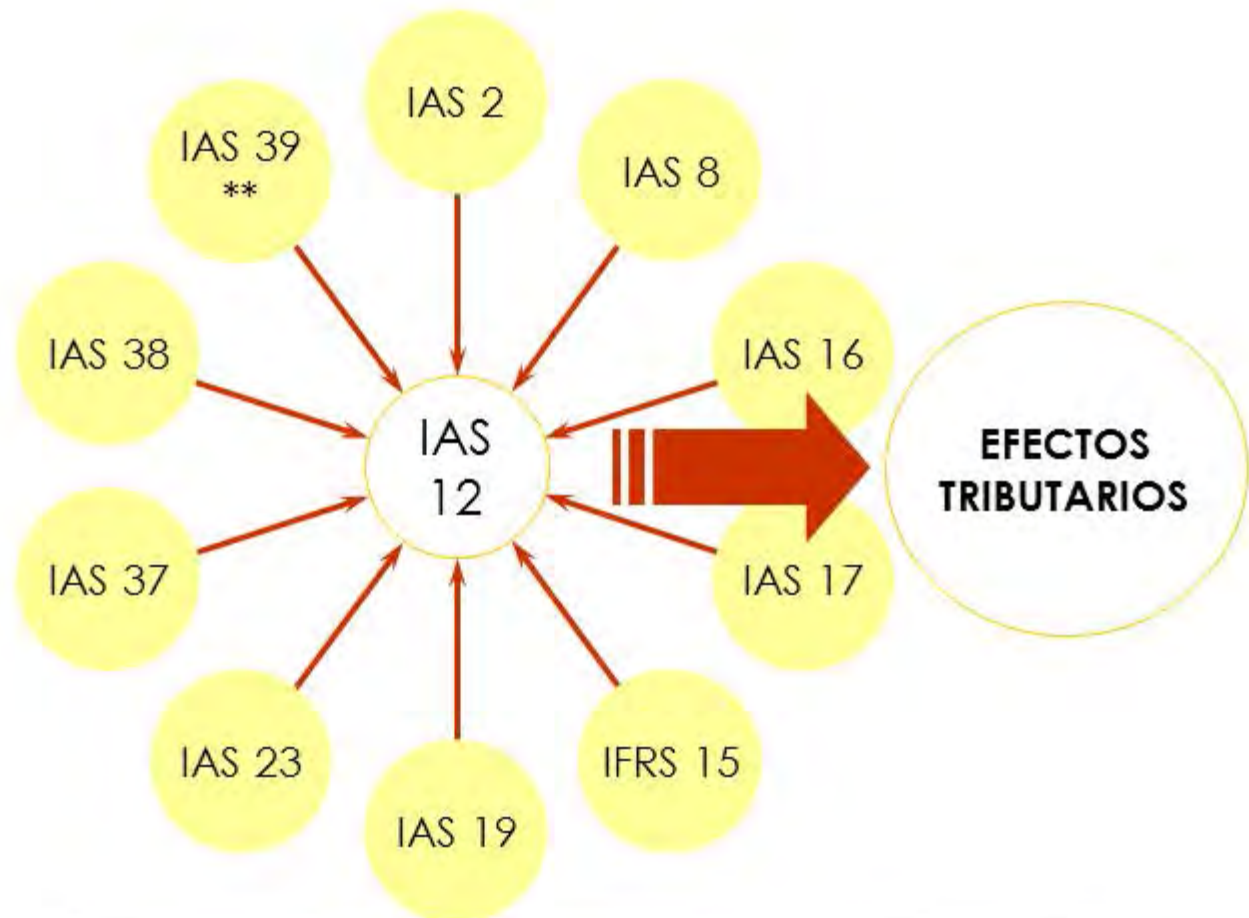 IAS 2
IAS 39
**
IAS 8
IAS 38
IAS 16
IAS
12
EFECTOS
TRIBUTARIOS
IAS 37
IAS 17
IAS 23
IFRS 15
IAS 19